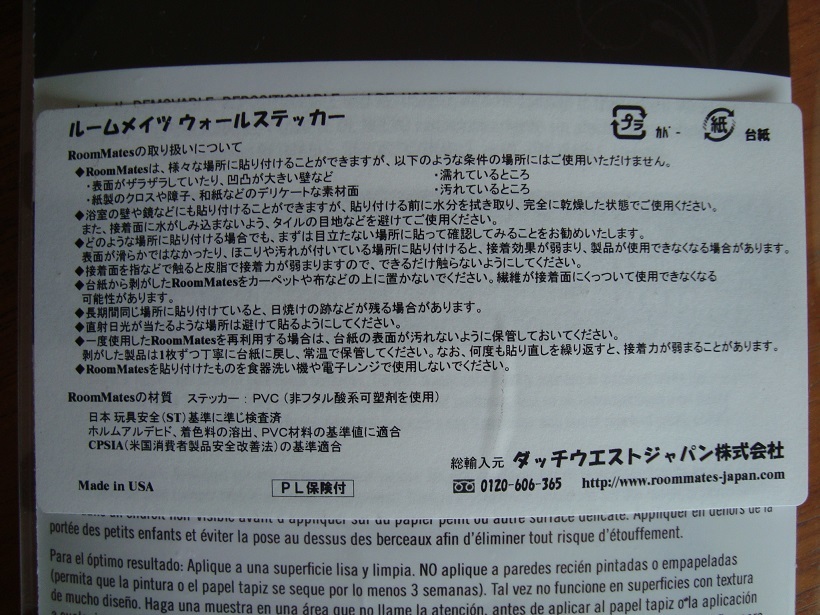 REMOVABLE, REPOSITIONABLE
ルームメイツ ウォールステッカー
プラ カバー 紙 台紙
RoomMatesの取り扱いについて
◆RoomMatesは、様々な場所に貼り付けることができますが、以下のような条件の場所にはご使用いただけません。
・表面がザラザラしていたり、凹凸が大きい壁など ・濡れているところ
・紙製のクロスや障子、和紙などのデリケートな素材面 ・汚れているところ
◆浴室の壁や鏡などにも貼り付けることができますが、貼り付ける前に水分を拭き取り、完全に乾燥した状態でご使用ください。
また、接着面に水がしみ込まないよう、タイルの目地などを避けてご使用ください。
◆どのような場所に貼り付ける場合でも、まずは目立たない場所に貼って確認してみることをお勧めいたします。
表面が滑らかではなかったり、ほこりや汚れが付いている場所に貼り付けると、接着効果が弱まり、製品が使用できなくなる場合があります。
◆接着面を指などで触ると皮脂で接着力が弱まりますので、できるだけ触らないようにしてください。
◆台紙から剥がしたRoomMatesをカーペットや布などの上に置かないでください。繊維が接着面にくっついて使用できなくなる
可能性があります。
◆長期間同じ場所に貼り付けていると、日焼けの跡などが残る場合があります。
◆直射日光が当たるような場所は避けて貼るようにしてください。
◆一度使用したRoomMatesを再利用する場合は、台紙の表面が汚れないように保管しておいてください。
剥がした製品は1枚ずつ丁寧に台紙に戻し、常温で保管してください。なお、何度も貼り直しを繰り返すと、接着力が弱まることがあります。
◆RoomMatesを貼り付けたものを食器洗い機や電子レンジで使用しないでください。
RoomMatesの材質 ステッカー：PVC（非フタル酸系可塑剤を使用）
日本 玩具安全(ST)基準に準じ検査済
ホルムアルデヒド、着色料の溶出、PVC材料の基準値に適合
CPSIA(米国消費者製品安全改善法)の基準適合
総輸入元 ダッチウエストジャパン株式会社
Made in USA PL保険付 0120-606-365 http://www.roommates-japan.com
dans un endroit non visible avant d'appliquer sur du papier peint ou autre surface délicate. Appliquer en dehors de la
portée des petits enfants et éviter la pose au dessus des berceaux afin d'éliminer tout risque d'étouffement.
Para el óptimo resultado: Aplique a una superficie lisa y limpia. NO aplique a paredes recién pintadas o empapeladas
(permita que la pintura o el papel tapiz se seque por lo menos 3 semanas). Tal vez no funcione en superficies con textura
de mucho diseño. Haga una muestra en una área que no llame la atención, antes de aplicar al papel tapiz o la aplicación